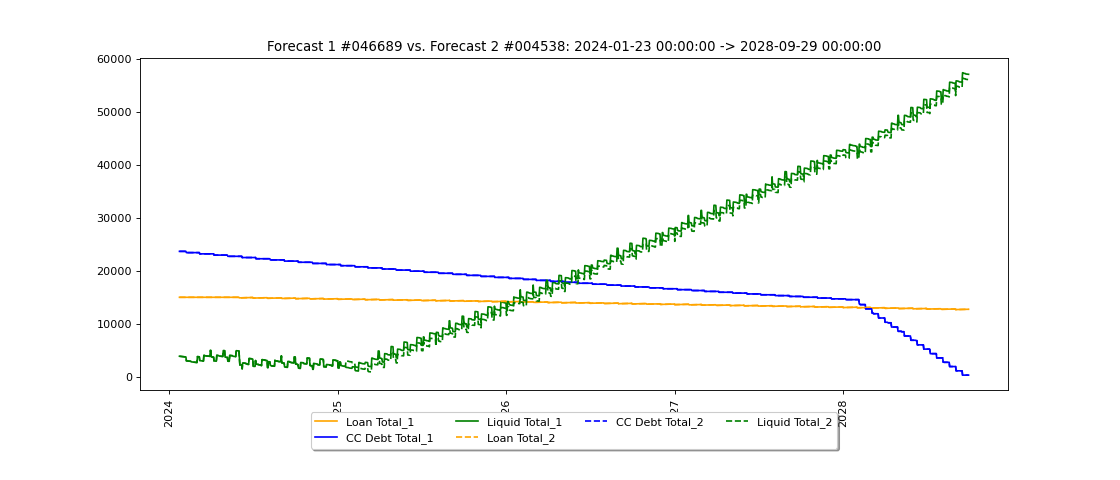 Forecast 1 #046689 vs. Forecast 2 #004538: 2024-01-23 00:00:00 -> 2028-09-29 00:00:00
60000
50000
40000
30000
20000
10000
0
2024
25
26
27
2028
Loan Total_1
Liquid Total_1
CC Debt Total_2
Liquid Total_2
CC Debt Total_1
Loan Total_2